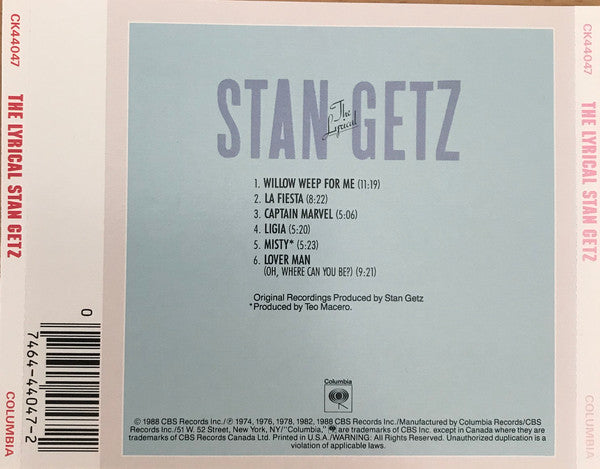 CK44047
THE LYRICAL STAN GETZ
0
7464-44047-2
COLUMBIA
STAN The Lyrical GETZ
1. WILLOW WEEP FOR ME (11:19)
2. LA FIESTA (8:22)
3. CAPTAIN MARVEL (5:06)
4. LIGIA (5:20)
5. MISTY* (5:23)
6. LOVER MAN
(OH, WHERE CAN YOU BE?) (9:21)
Original Recordings Produced by Stan Getz
*Produced by Teo Macero.
Columbia
© 1988 CBS Records Inc./℗ 1974, 1976, 1978, 1982, 1988 CBS Records Inc./Manufactured by Columbia Records/CBS
Records Inc./51 W. 52 Street, New York, NY/"Columbia," are trademarks of CBS Inc. except in Canada where they are
trademarks of CBS Records Canada Ltd. Printed in U.S.A./WARNING: All Rights Reserved. Unauthorized duplication is a
violation of applicable laws.
CK44047
THE LYRICAL STAN GETZ
COLUMBIA